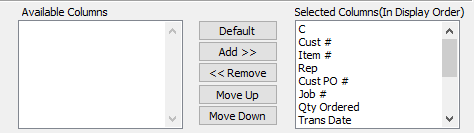 Available Columns
Selected Columns(In Display Order)
Default
Add >>
<< Remove
Move Up
Move Down
C
Cust #
Item #
Rep
Cust PO #
Job #
Qty Ordered
Trans Date